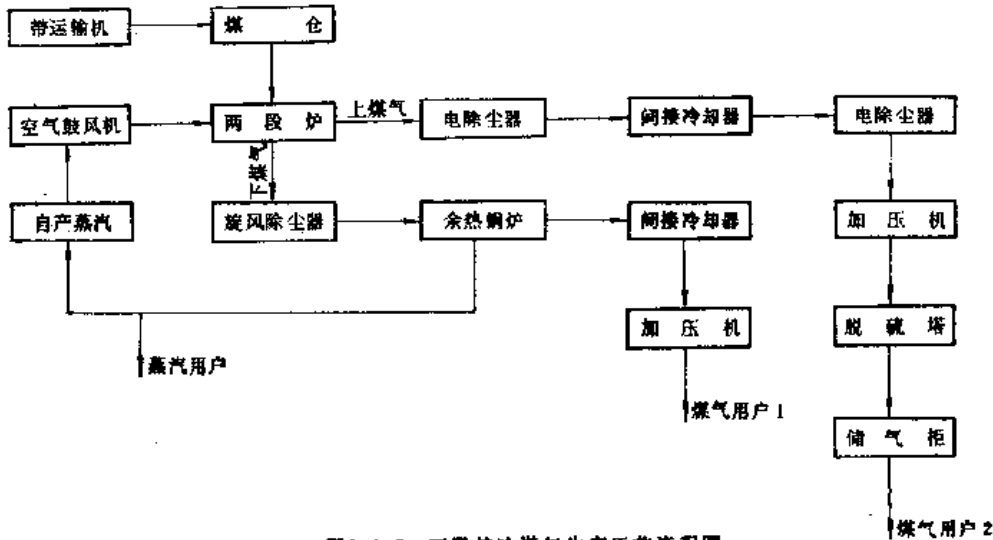 带运输机
煤 仓
空气鼓风机
两 段 炉
上煤气
电除尘器
间接冷却器
电除尘器
下煤气
自产蒸汽
旋风除尘器
余热锅炉
间接冷却器
加 压 机
加 压 机
脱 硫 塔
蒸汽用户
煤气用户1
储 气 柜
煤气用户2